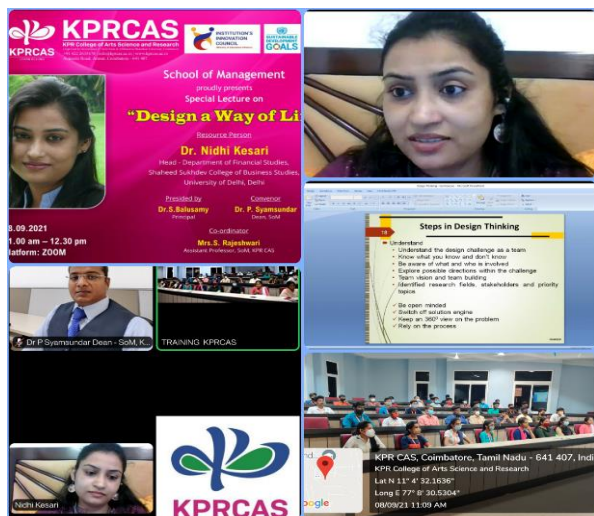 KPRCAS
KPR College of Arts Science and Research
INSTITUTION'S
INNOVATION
COUNCIL
SUSTAINABLE
DEVELOPMENT
GOALS
KPRCAS
School of Management
proudly presents
Special Lecture on
“Design a Way of Li
Resource Person
Dr. Nidhi Kesari
Head - Department of Financial Studies,
Shaheed Sukhdev College of Business Studies,
University of Delhi, Delhi
Presided by
Dr.S.Balusamy
Principal
Convenor
Dr. P. Syamsundar
Dean, SoM
Co-ordinator
Mrs.S. Rajeshwari
Assistant Professor, SoM, KPR CAS
8.09.2021
1.00 am – 12.30 pm
latform: ZOOM
18
Steps in Design Thinking
Understand
Understand the design challenge as a team
Know what you know and don't know
Be aware of what and who is involved
Explore possible directions within the challenge
Team vision and team building
Identified research fields, stakeholders and priority
topics
Be open minded
Switch off solution engine
Keep an 360° view on the problem
Rely on the process
Dr P Syamsundar Dean - SoM, K...
TRAINING KPRCAS
Nidhi Kesari
KPRCAS
oogle
KPR CAS, Coimbatore, Tamil Nadu - 641 407, Indi
KPR College of Arts Science and Research
Lat N 11° 4' 32.1636"
Long E 77° 8' 30.5304"
08/09/21 11:09 AM